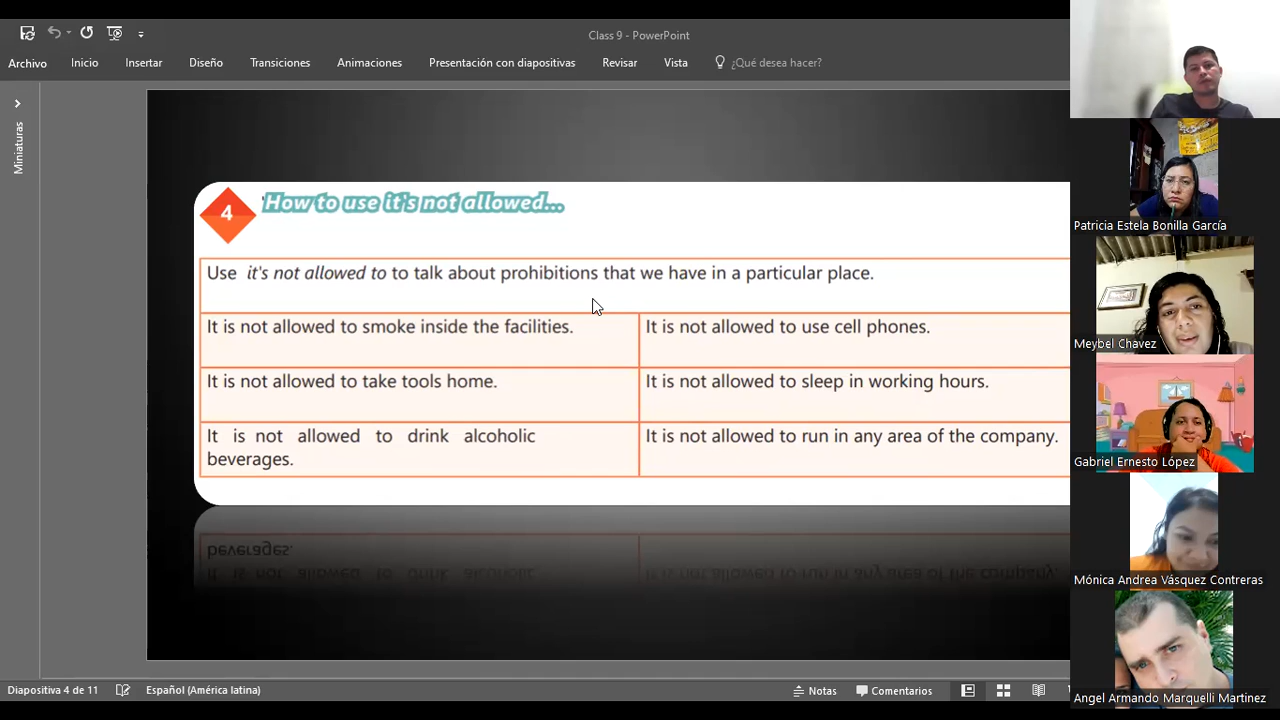 Class 9 - PowerPoint
Archivo Inicio Insertar Diseño Transiciones Animaciones Presentación con diapositivas Revisar Vista ¿Qué desea hacer?
Miniaturas
4
How to use it's not allowed...
Use it's not allowed to to talk about prohibitions that we have in a particular place.
It is not allowed to smoke inside the facilities.
It is not allowed to use cell phones.
It is not allowed to take tools home.
It is not allowed to sleep in working hours.
It is not allowed to drink alcoholic
beverages.
It is not allowed to run in any area of the company.
Patricia Estela Bonilla García
Meybel Chavez
Gabriel Ernesto López
Mónica Andrea Vásquez Contreras
Angel Armando Marquelli Martinez
Diapositiva 4 de 11 Español (América latina) Notas Comentarios